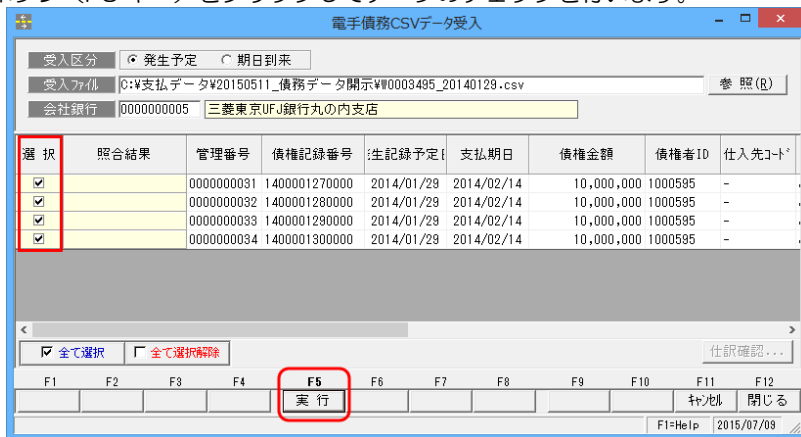 電手債務CSVデータ受入
受入区分 発生予定 期日到来
受入ファイル C:¥支払データ¥20150511_債務データ開示¥W0003495_20140129.csv 参 照(R)
会社銀行 0000000005 三菱東京UFJ銀行丸の内支店
選 択 照合結果 管理番号 債権記録番号 生記録予定 支払期日 債権金額 債権者ID 仕入先コード
0000000031 1400001270000 2014/01/29 2014/02/14 10,000,000 1000595 -
0000000032 1400001280000 2014/01/29 2014/02/14 10,000,000 1000595 -
0000000033 1400001290000 2014/01/29 2014/02/14 10,000,000 1000595 -
0000000034 1400001300000 2014/01/29 2014/02/14 10,000,000 1000595 -
全て選択 全て選択解除 仕訳確認...
F1 F2 F3 F4 F5 F6 F7 F8 F9 F10 F11 F12
実 行 キャンセル 閉じる
F1=Help 2015/07/09